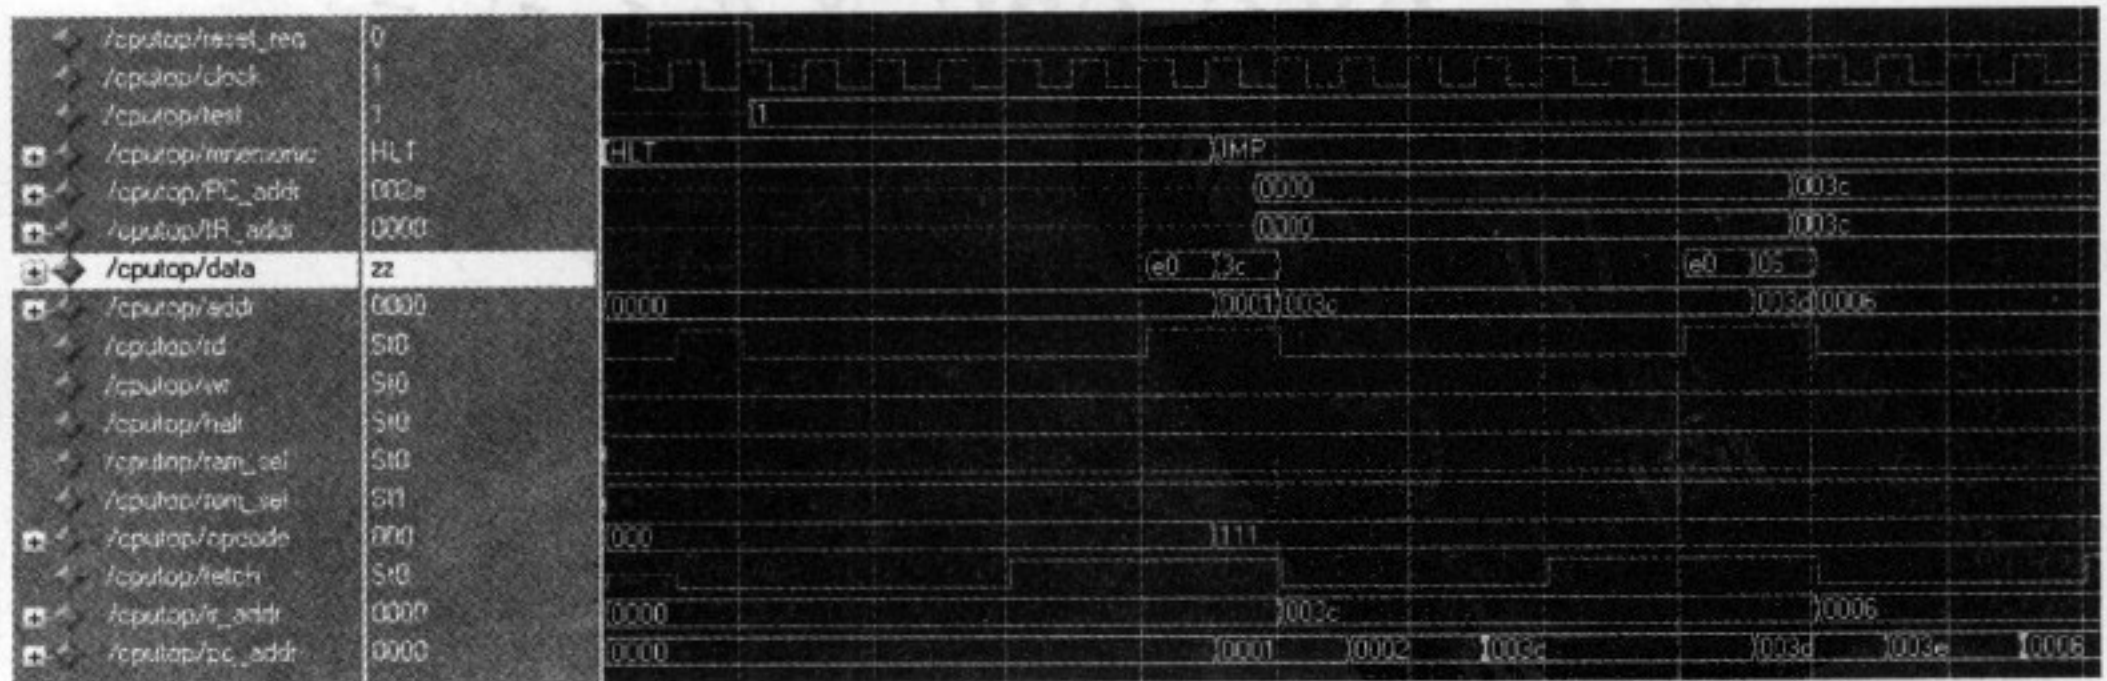 /cputop/reset_req 0
/cputop/clock 1
/cputop/test 1 1
/cputop/mnemonic HLT HLT JMP
/cputop/PC_addr 002a 0000 003c
/cputop/IR_addr 0000 0000 003c
/cputop/data zz e0 3c e0 06
/cputop/addr 0000 0000 0001 003c 003d 0006
/cputop/rd St0
/cputop/wr St0
/cputop/halt St0
/cputop/ram_sel St0
/cputop/rom_sel St1
/cputop/opcode 000 000 111
/cputop/fetch St0
/cputop/ir_addr 0000 0000 003c 0006
/cputop/pc_addr 0000 0000 0001 0002 003c 003d 003e 0006